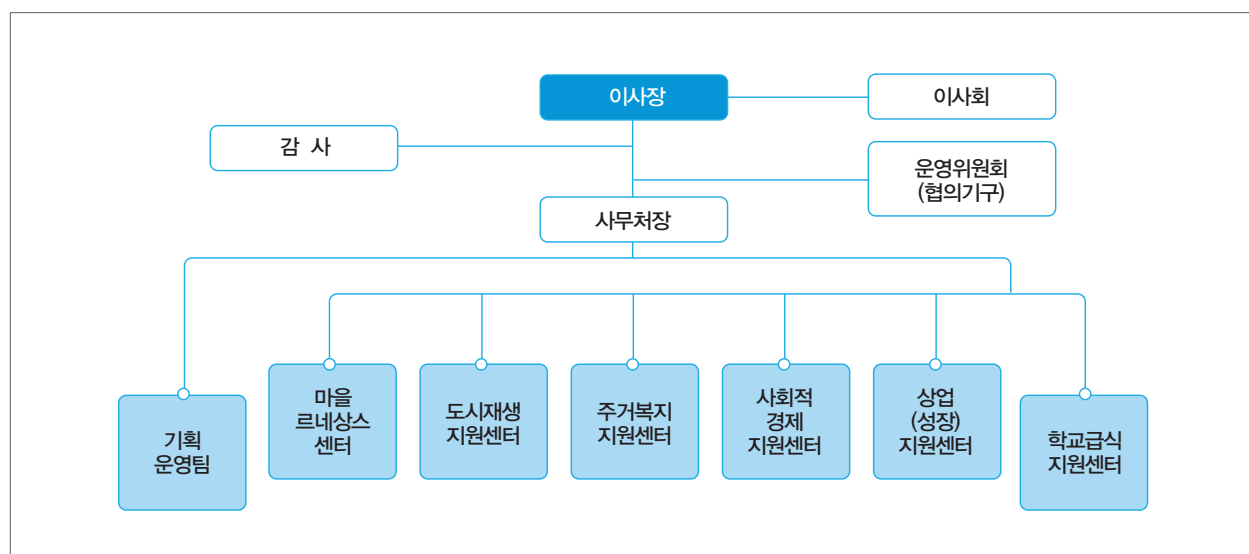 이사장
이사회
감 사
운영위원회
(협의기구)
사무처장
기획
운영팀
마을
르네상스
센터
도시재생
지원센터
주거복지
지원센터
사회적
경제
지원센터
상업
(성장)
지원센터
학교급식
지원센터